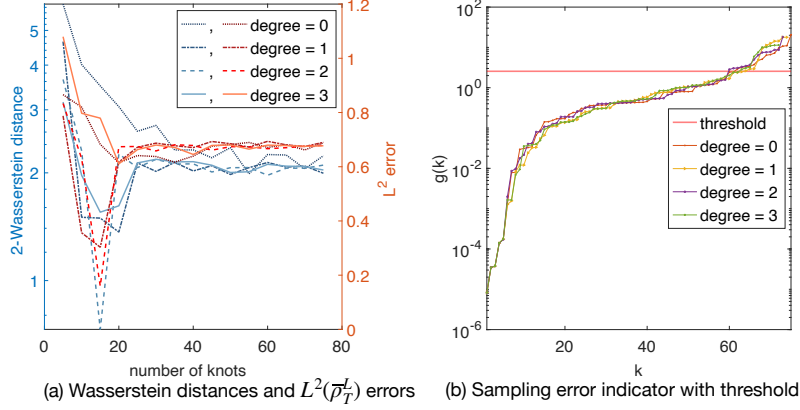 5
4
3
2
1
2-Wasserstein distance
1.2
1
0.8
0.6
0.4
0.2
0
L² error
, degree = 0
, degree = 1
, degree = 2
, degree = 3
0 20 40 60 80
number of knots
(a) Wasserstein distances and L²(ρ̅_T^L) errors
10²
10⁰
10⁻²
10⁻⁴
10⁻⁶
g(k)
threshold
degree = 0
degree = 1
degree = 2
degree = 3
20 40 60
k
(b) Sampling error indicator with threshold